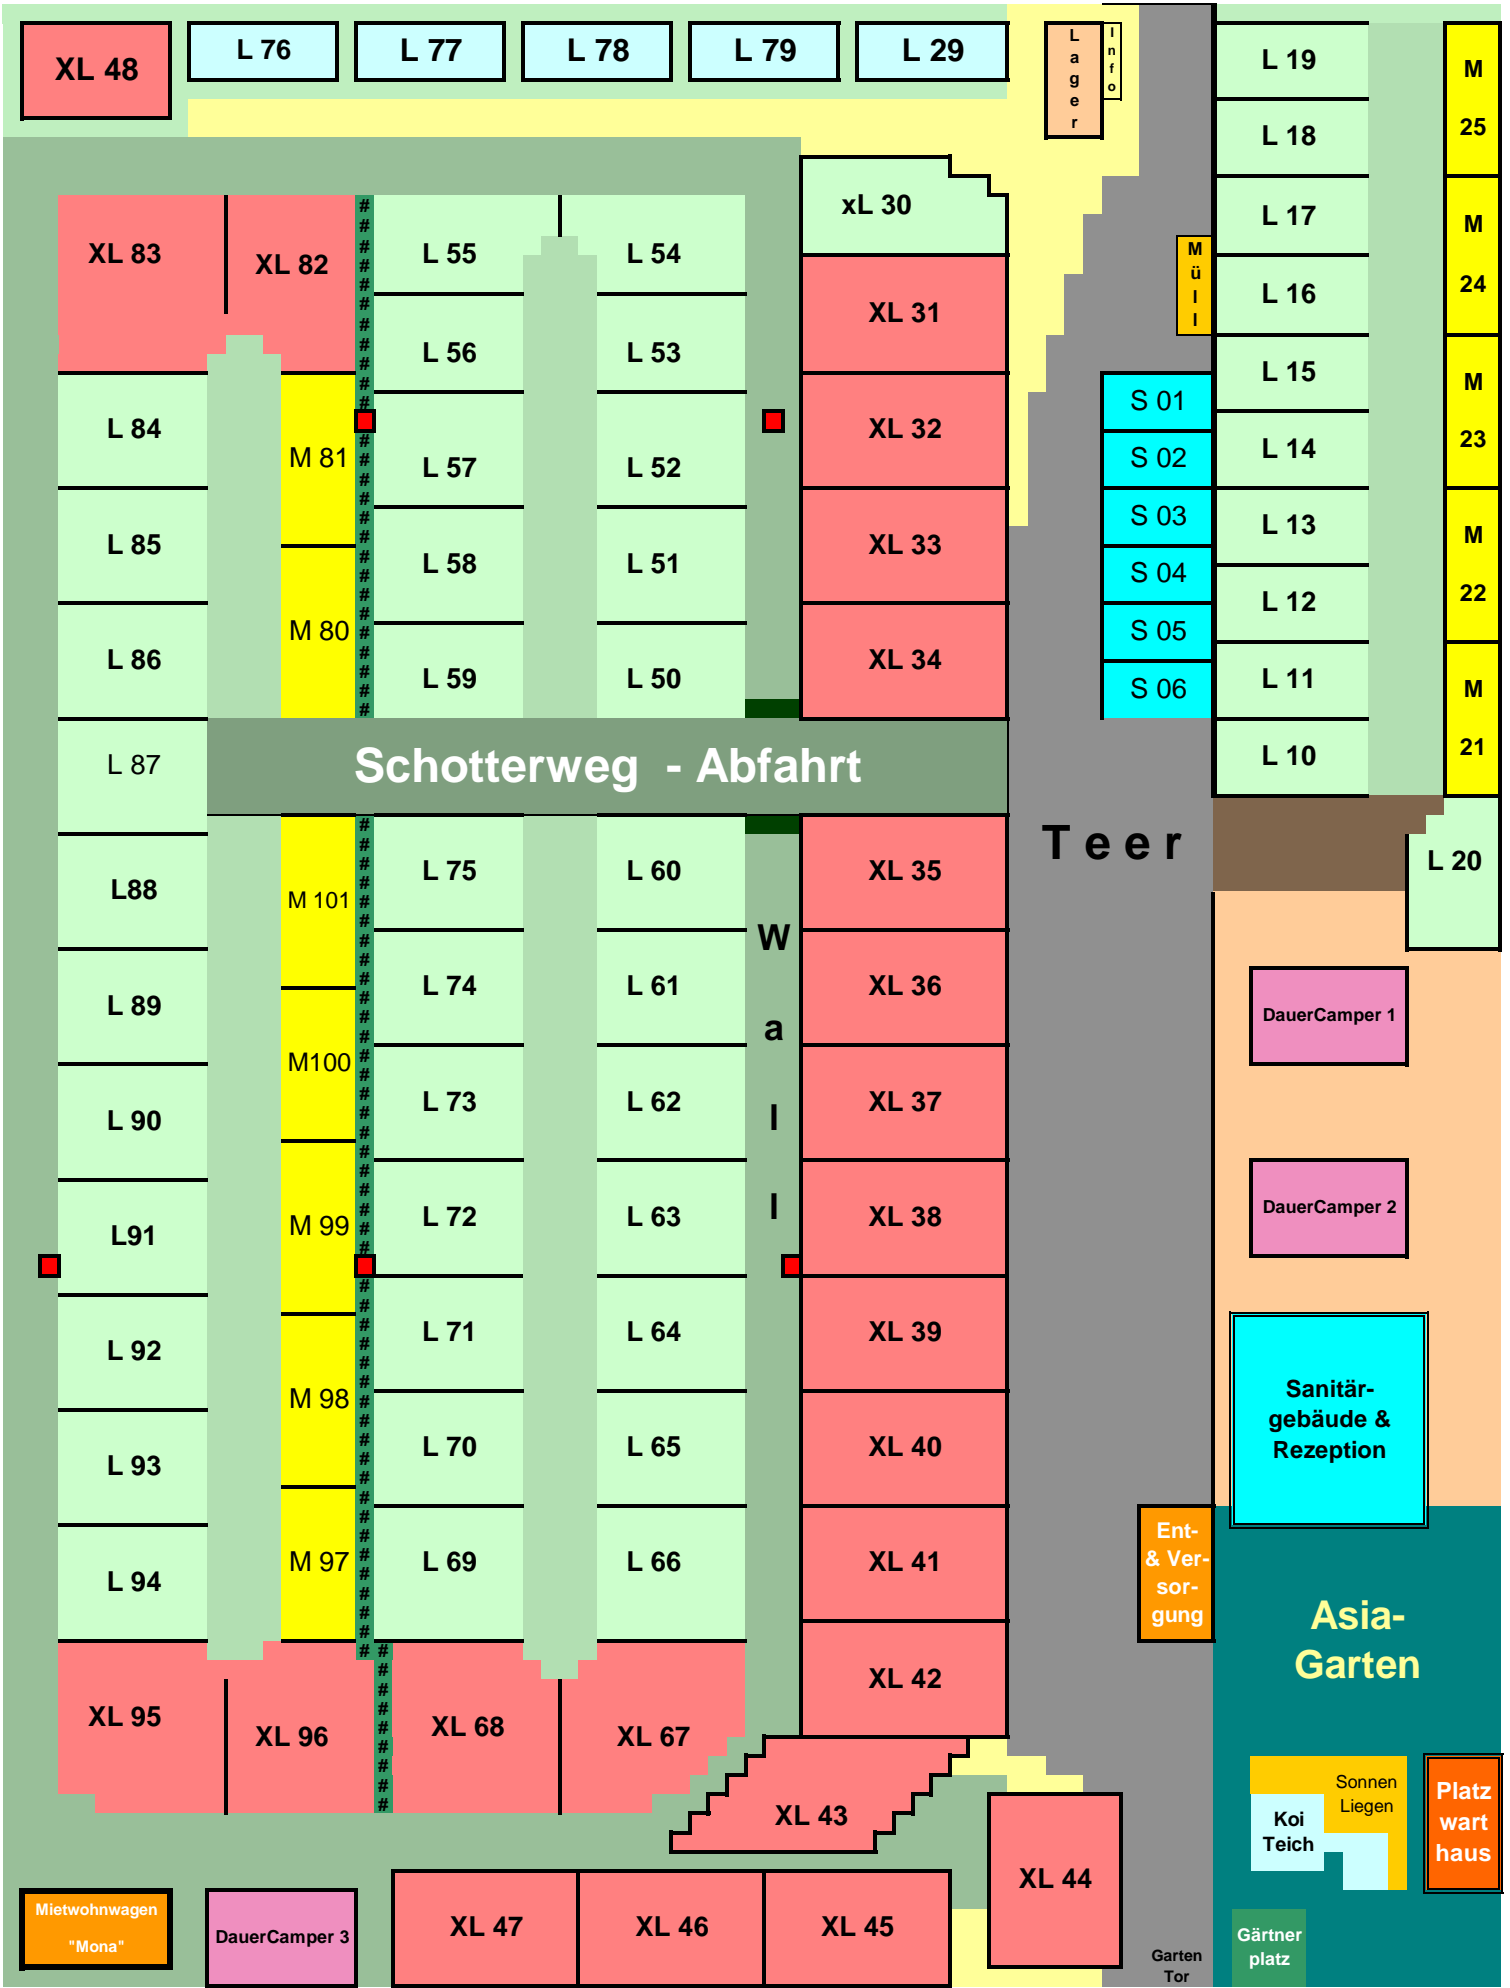 XL 48
L 76
L 77
L 78
L 79
L 29
Lager
Info
L 19
M
25
L 18
L 17
M
24
L 16
Müll
L 15
M
23
L 14
L 13
M
22
L 12
L 11
M
21
L 10
L 20
XL 83
XL 82
L 55
L 54
xL 30
XL 31
L 56
L 53
L 84
M 81
L 57
L 52
XL 32
S 01
S 02
S 03
S 04
S 05
S 06
L 85
L 58
L 51
XL 33
L 86
M 80
L 59
L 50
XL 34
L 87
Schotterweg - Abfahrt
Teer
L88
M 101
L 75
L 60
XL 35
Wall
L 89
M100
L 74
L 61
XL 36
DauerCamper 1
L 90
L 73
L 62
XL 37
L91
M 99
L 72
L 63
XL 38
DauerCamper 2
L 92
M 98
L 71
L 64
XL 39
Sanitär-
gebäude &
Rezeption
L 93
L 70
L 65
XL 40
L 94
M 97
L 69
L 66
XL 41
Ent-
& Ver-
sor-
gung
Asia-
Garten
XL 95
XL 96
XL 68
XL 67
XL 42
XL 43
XL 44
Sonnen
Liegen
Koi
Teich
Platz
wart
haus
Mietwohnwagen
"Mona"
DauerCamper 3
XL 47
XL 46
XL 45
Garten
Tor
Gärtner
platz
# # # # # # # # # # # # # # # # # # # # # # # # # # #
# # # # # # # # # # # # # # # # # # # # # # # # # # # # # # # # # # # # # # # # # # #
# # # # # # # # #